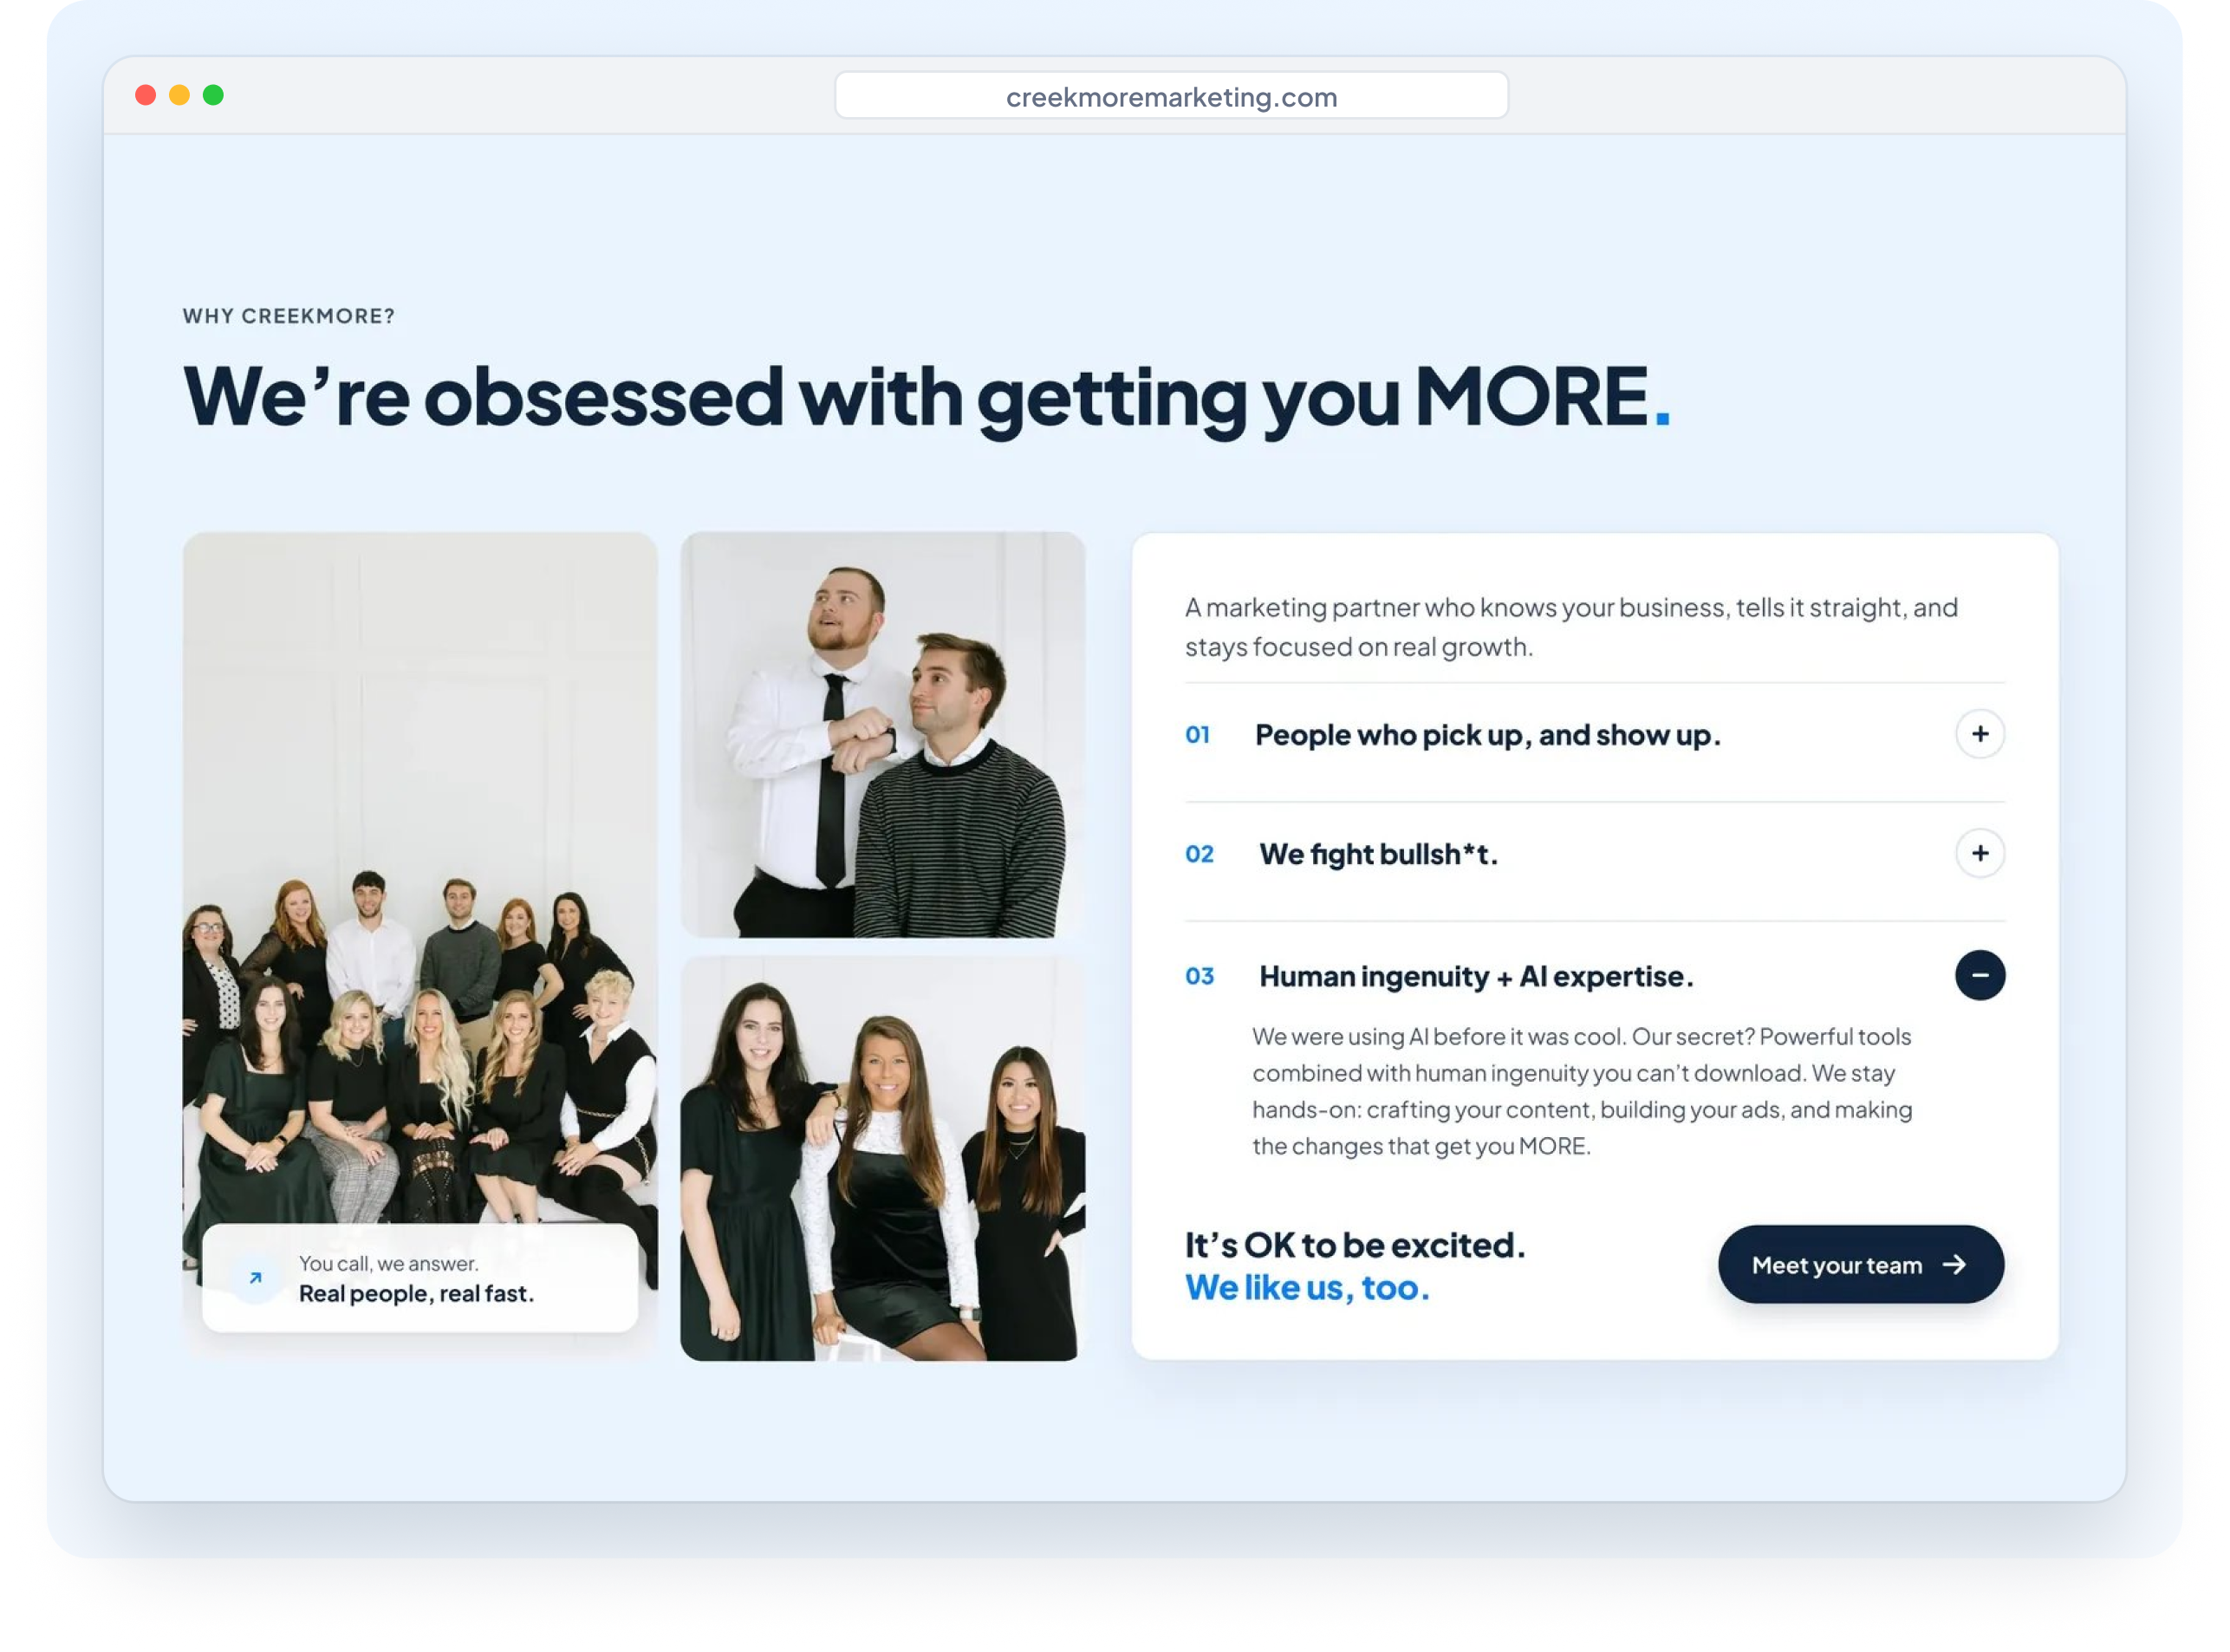 creekmoremarketing.com
WHY CREEKMORE?
We’re obsessed with getting you MORE.
You call, we answer.
Real people, real fast.
A marketing partner who knows your business, tells it straight, and
stays focused on real growth.
01 People who pick up, and show up.
02 We fight bullsh*t.
03 Human ingenuity + AI expertise.
We were using AI before it was cool. Our secret? Powerful tools
combined with human ingenuity you can’t download. We stay
hands-on: crafting your content, building your ads, and making
the changes that get you MORE.
It’s OK to be excited.
We like us, too.
Meet your team